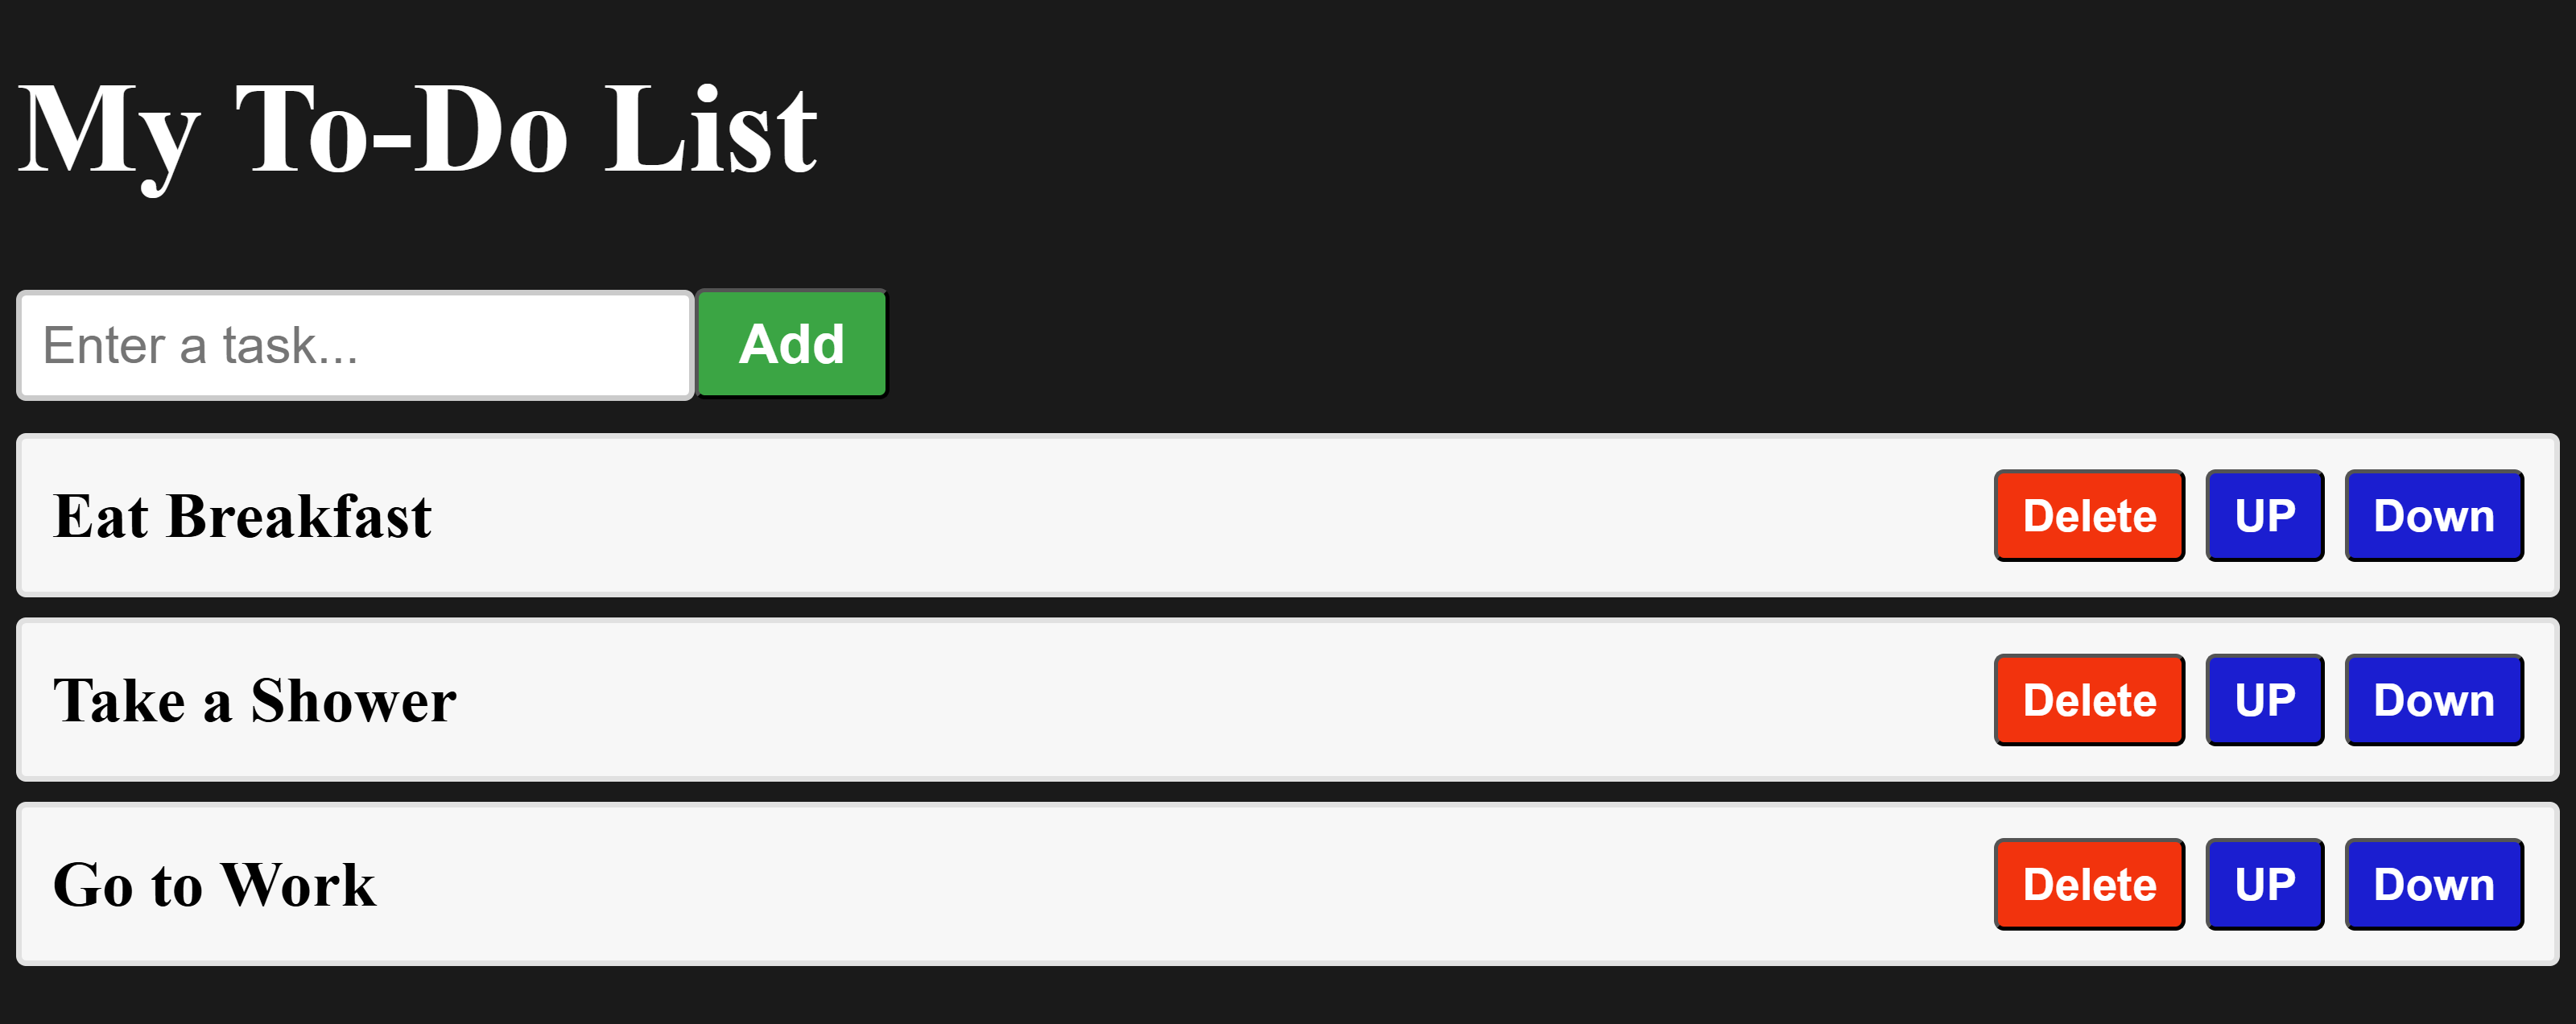 My To-Do List
Enter a task... Add
Eat Breakfast Delete UP Down
Take a Shower Delete UP Down
Go to Work Delete UP Down